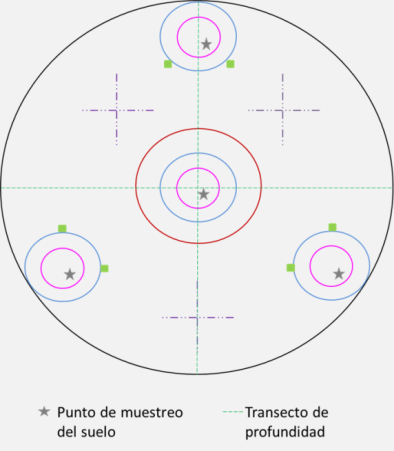 Punto de muestreo
del suelo
Transecto de
profundidad